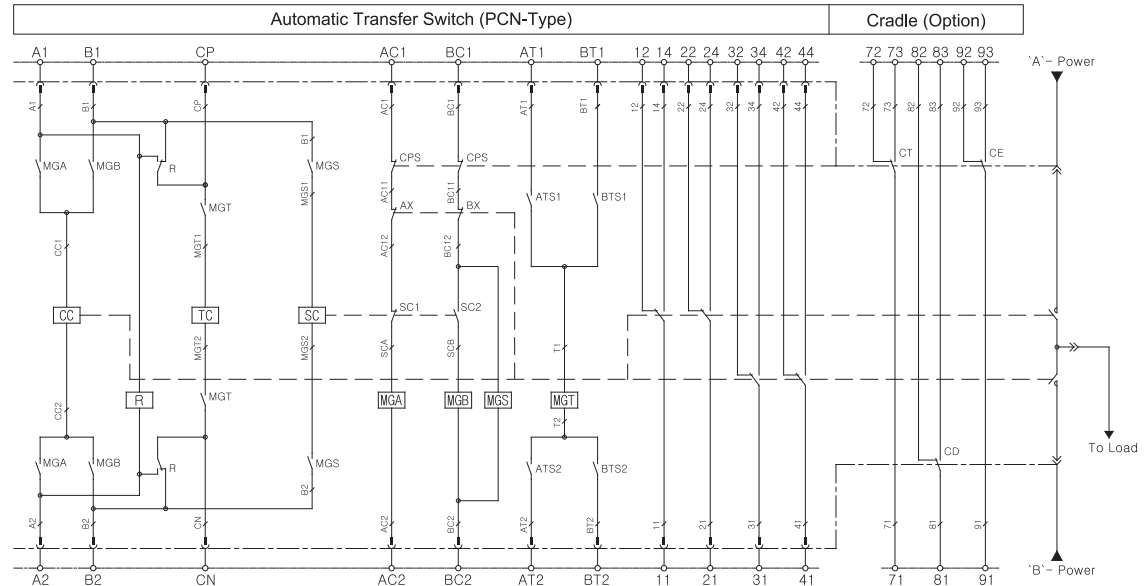 Automatic Transfer Switch (PCN-Type)
Cradle (Option)
A1 B1 CP AC1 BC1 AT1 BT1 12 14 22 24 32 34 42 44 72 73 82 83 92 93
`A`- Power
A1 B1 CP AC1 BC1 AT1 BT1 12 14 22 24 32 34 42 44 72 73 82 83 92 93
B1
MGA MGB R MGS CPS CPS CT CE
MGS1 AC11 BC11
ATS1 BTS1
MGT AX BX
CC1 MGT1 AC12 BC12
SC1 SC2
CC TC SC
MGT2 MGS2 SCA SCB T1
R MGT MGA MGB MGS MGT
CC2 T2
To Load
MGA MGB R MGS ATS2 BTS2 CD
B2
A2 B2 CN AC2 BC2 AT2 BT2 11 21 31 41 71 81 91
`B`- Power
A2 B2 CN AC2 BC2 AT2 BT2 11 21 31 41 71 81 91